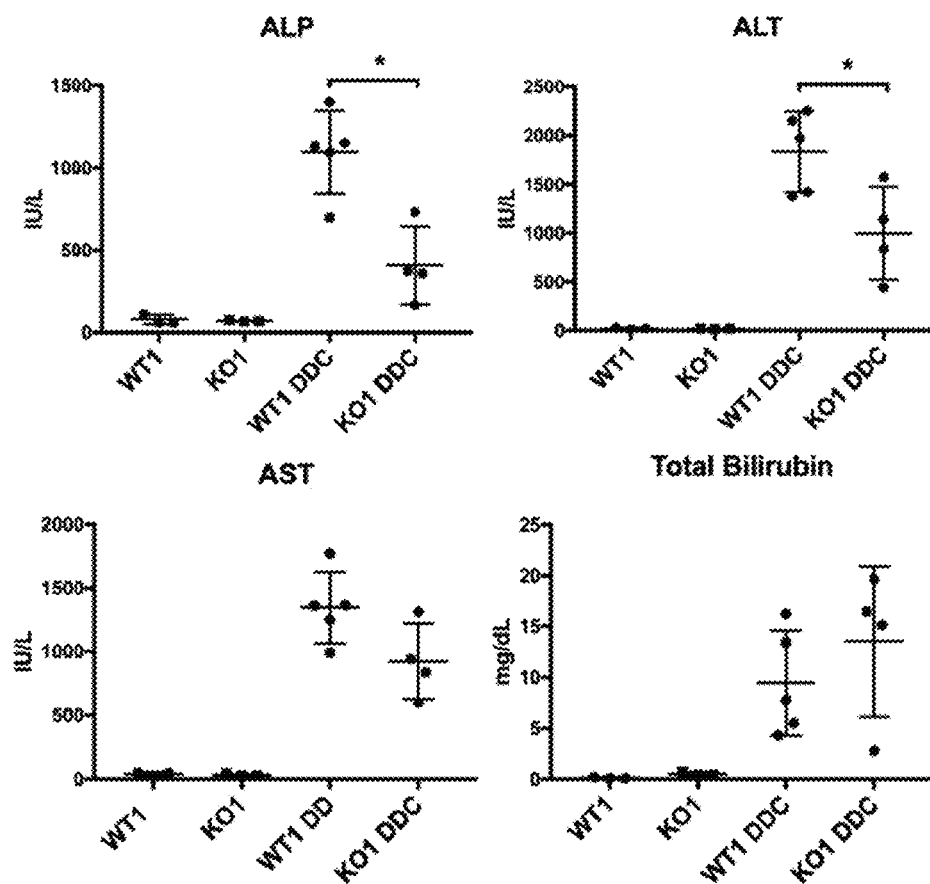 ALP
*
1500
1000
500
0
IU/L
WT1
KO1
WT1 DDC
KO1 DDC
ALT
*
2500
2000
1500
1000
500
0
IU/L
WT1
KO1
WT1 DDC
KO1 DDC
AST
2000
1500
1000
500
0
IU/L
WT1
KO1
WT1 DD
KO1 DDC
Total Bilirubin
25
20
15
10
5
0
mg/dL
WT1
KO1
WT1 DDC
KO1 DDC